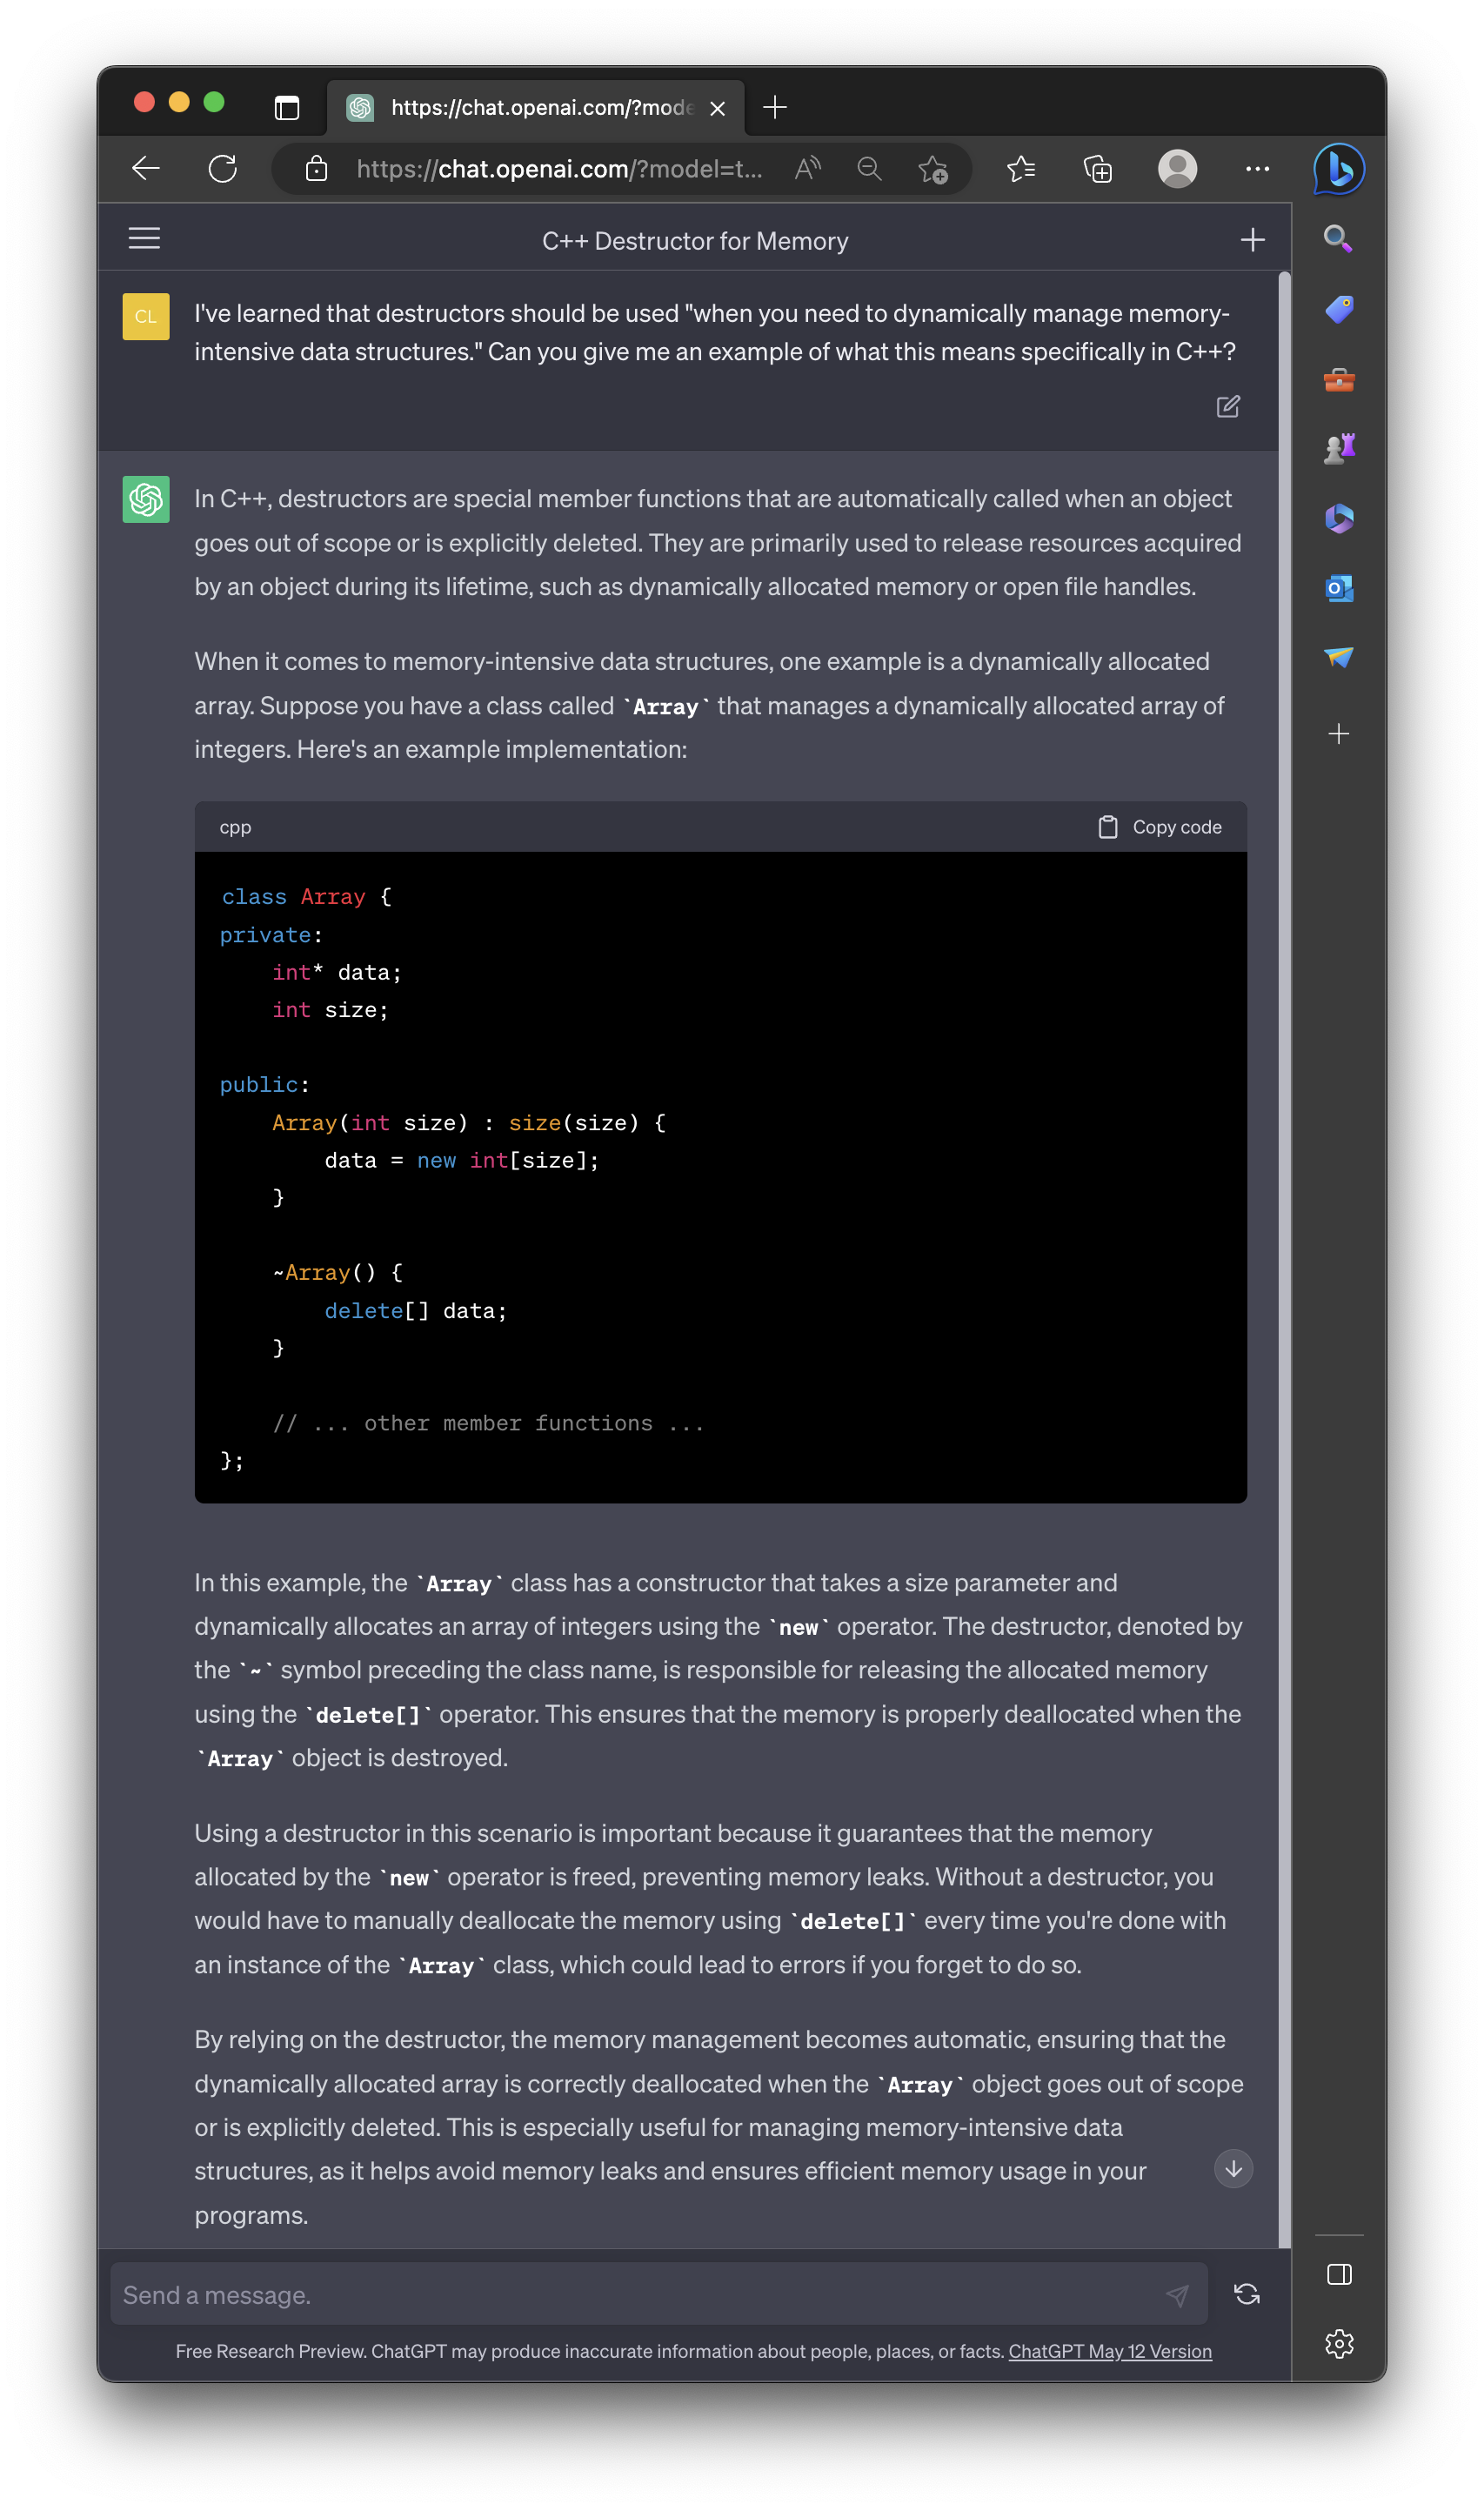 https://chat.openai.com/?mode
https://chat.openai.com/?model=t...
C++ Destructor for Memory
CL
I've learned that destructors should be used "when you need to dynamically manage memory-
intensive data structures." Can you give me an example of what this means specifically in C++?
In C++, destructors are special member functions that are automatically called when an object
goes out of scope or is explicitly deleted. They are primarily used to release resources acquired
by an object during its lifetime, such as dynamically allocated memory or open file handles.
When it comes to memory-intensive data structures, one example is a dynamically allocated
array. Suppose you have a class called `Array` that manages a dynamically allocated array of
integers. Here's an example implementation:
cpp
Copy code
class Array {
private:
    int* data;
    int size;
public:
    Array(int size) : size(size) {
        data = new int[size];
    }
    ~Array() {
        delete[] data;
    }
    // ... other member functions ...
};
In this example, the `Array` class has a constructor that takes a size parameter and
dynamically allocates an array of integers using the `new` operator. The destructor, denoted by
the `~` symbol preceding the class name, is responsible for releasing the allocated memory
using the `delete[]` operator. This ensures that the memory is properly deallocated when the
`Array` object is destroyed.
Using a destructor in this scenario is important because it guarantees that the memory
allocated by the `new` operator is freed, preventing memory leaks. Without a destructor, you
would have to manually deallocate the memory using `delete[]` every time you're done with
an instance of the `Array` class, which could lead to errors if you forget to do so.
By relying on the destructor, the memory management becomes automatic, ensuring that the
dynamically allocated array is correctly deallocated when the `Array` object goes out of scope
or is explicitly deleted. This is especially useful for managing memory-intensive data
structures, as it helps avoid memory leaks and ensures efficient memory usage in your
programs.
Send a message.
Free Research Preview. ChatGPT may produce inaccurate information about people, places, or facts. ChatGPT May 12 Version